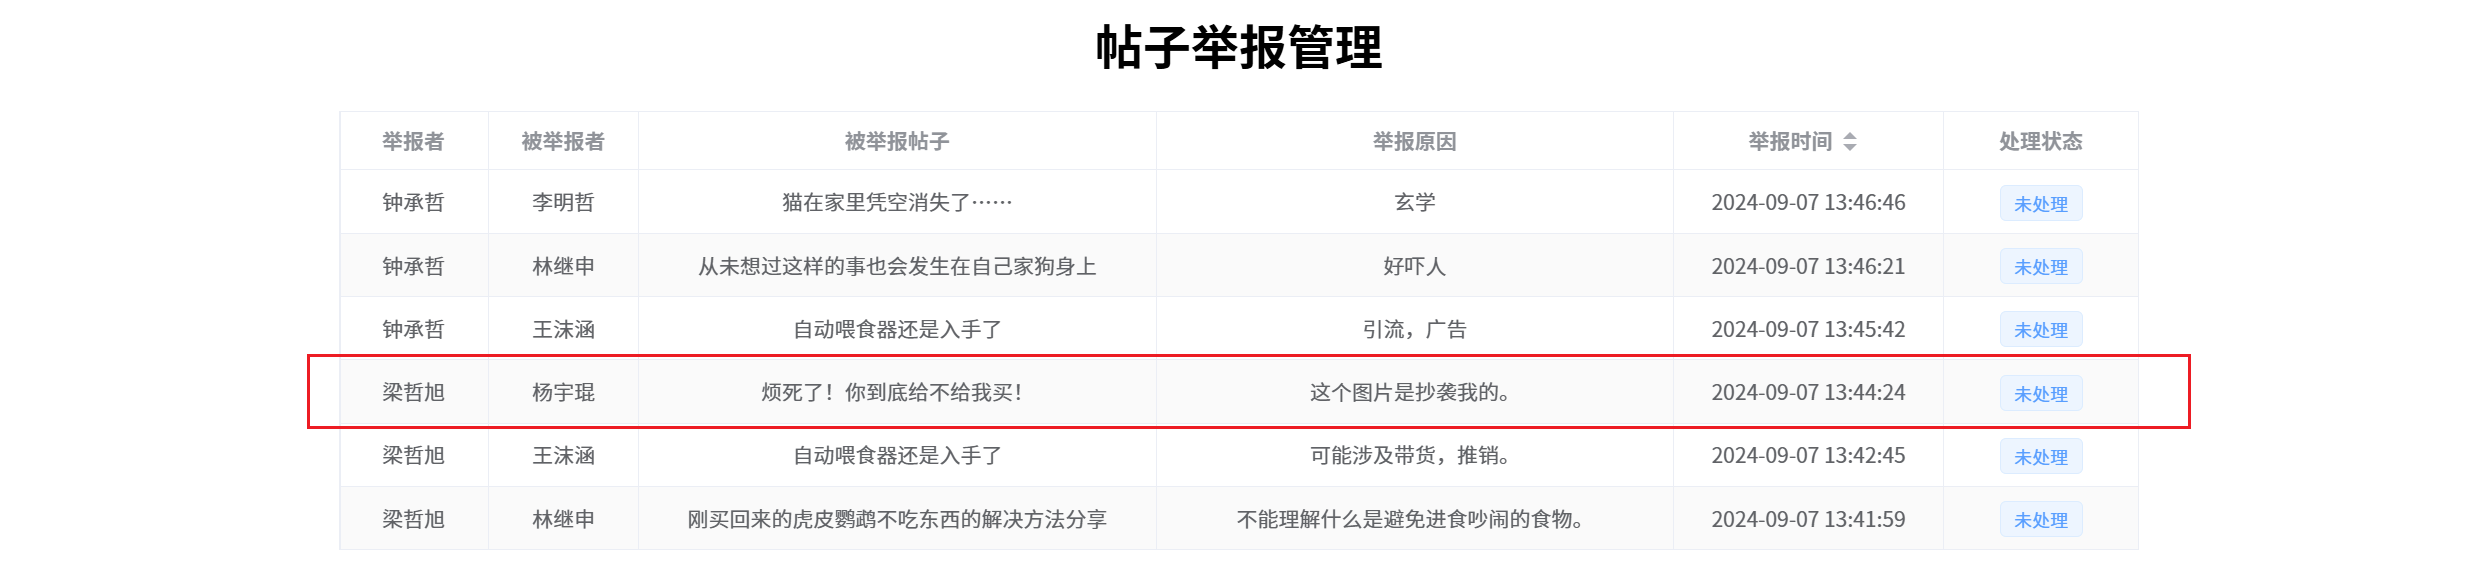 帖子举报管理
举报者 被举报者 被举报帖子 举报原因 举报时间 处理状态
钟承哲 李明哲 猫在家里凭空消失了…… 玄学 2024-09-07 13:46:46 未处理
钟承哲 林继申 从未想过这样的事也会发生在自己家狗身上 好吓人 2024-09-07 13:46:21 未处理
钟承哲 王沫涵 自动喂食器还是入手了 引流，广告 2024-09-07 13:45:42 未处理
梁哲旭 杨宇琨 烦死了！你到底给不给我买！ 这个图片是抄袭我的。 2024-09-07 13:44:24 未处理
梁哲旭 王沫涵 自动喂食器还是入手了 可能涉及带货，推销。 2024-09-07 13:42:45 未处理
梁哲旭 林继申 刚买回来的虎皮鹦鹉不吃东西的解决方法分享 不能理解什么是避免进食吵闹的食物。 2024-09-07 13:41:59 未处理